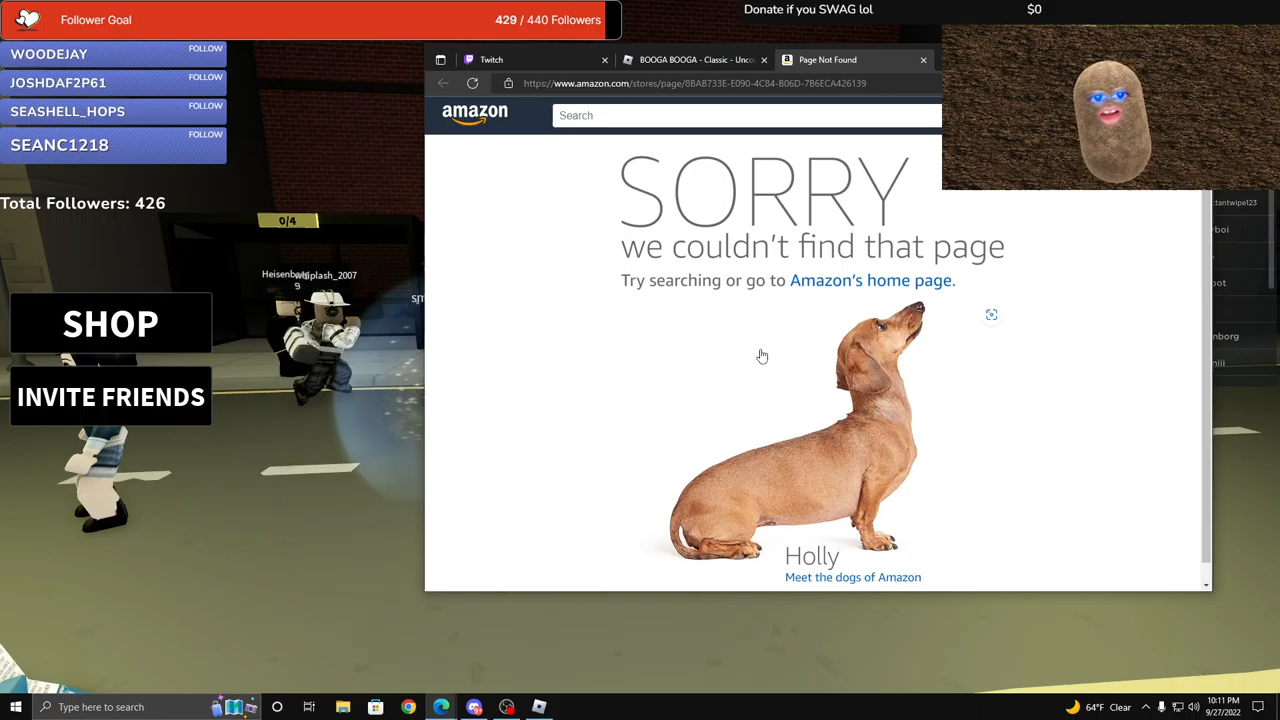 Follower Goal
429 / 440 Followers
Donate if you SWAG lol
$0
WOODEJAY
FOLLOW
JOSHDAF2P61
FOLLOW
SEASHELL_HOPS
FOLLOW
SEANC1218
FOLLOW
Total Followers: 426
0/4
SHOP
INVITE FRIENDS
Twitch
BOOGA BOOGA - Classic - Unco
Page Not Found
https://www.amazon.com/stores/page/8BAB733E-E090-4C84-B06D-7B6ECA426139
amazon
Search
SORRY
we couldn't find that page
Try searching or go to Amazon's home page.
Holly
Meet the dogs of Amazon
Type here to search
64°F Clear
10:11 PM
9/27/2022